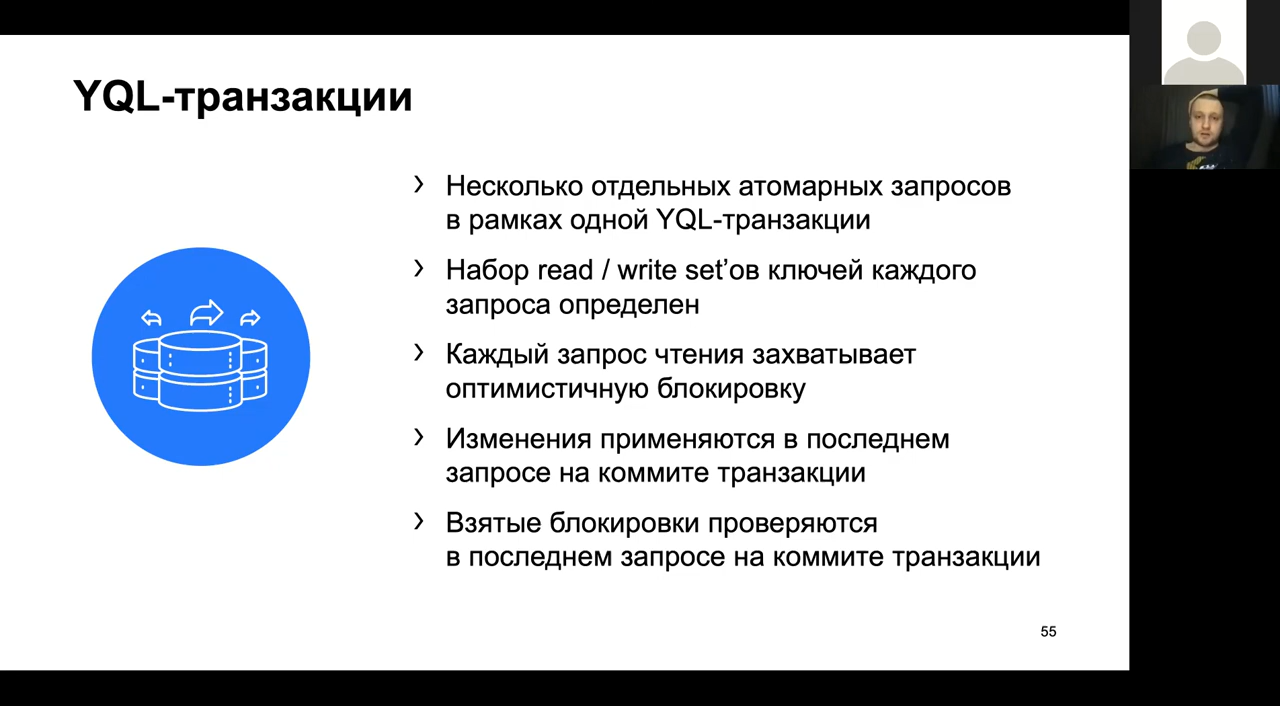 YQL-транзакции
› Несколько отдельных атомарных запросов
в рамках одной YQL-транзакции
› Набор read / write set’ов ключей каждого
запроса определен
› Каждый запрос чтения захватывает
оптимистичную блокировку
› Изменения применяются в последнем
запросе на коммите транзакции
› Взятые блокировки проверяются
в последнем запросе на коммите транзакции
55